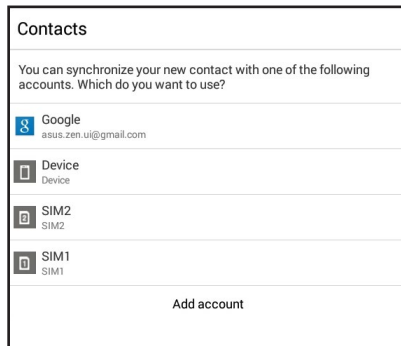 Contacts
You can synchronize your new contact with one of the following
accounts. Which do you want to use?
Google
asus.zen.ui@gmail.com
Device
Device
SIM2
SIM2
SIM1
SIM1
Add account